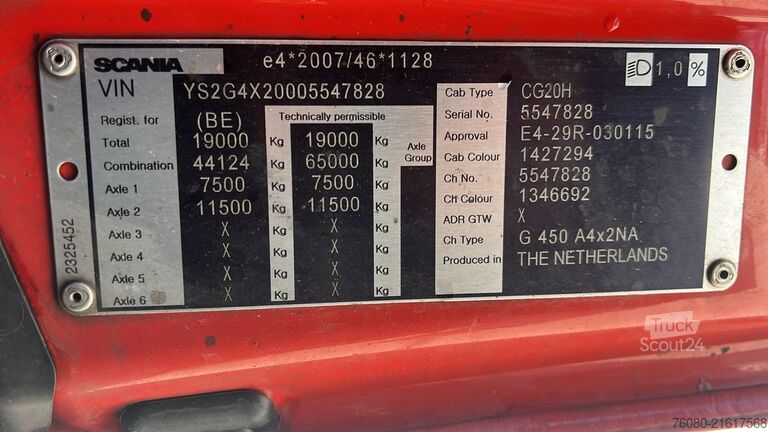 SCANIA e4*2007/46*1128
VIN YS2G4X20005547828
Regist. for (BE) Technically permissible
Total 19000 Kg 19000 Kg Axle Group
Combination 44124 Kg 65000 Kg
Axle 1 7500 Kg 7500 Kg
Axle 2 11500 Kg 11500 Kg
Axle 3 X Kg X Kg
Axle 4 X Kg X Kg
Axle 5 X Kg X Kg
Axle 6 X Kg X Kg
2325452
1,0 %
Cab Type CG20H
Serial No. 5547828
Approval E4-29R-030115
Cab Colour 1427294
Ch No. 5547828
Ch Colour 1346692
ADR GTW X
Ch Type G 450 A4x2NA
Produced in THE NETHERLANDS
Truck
Scout24
76080-21617568